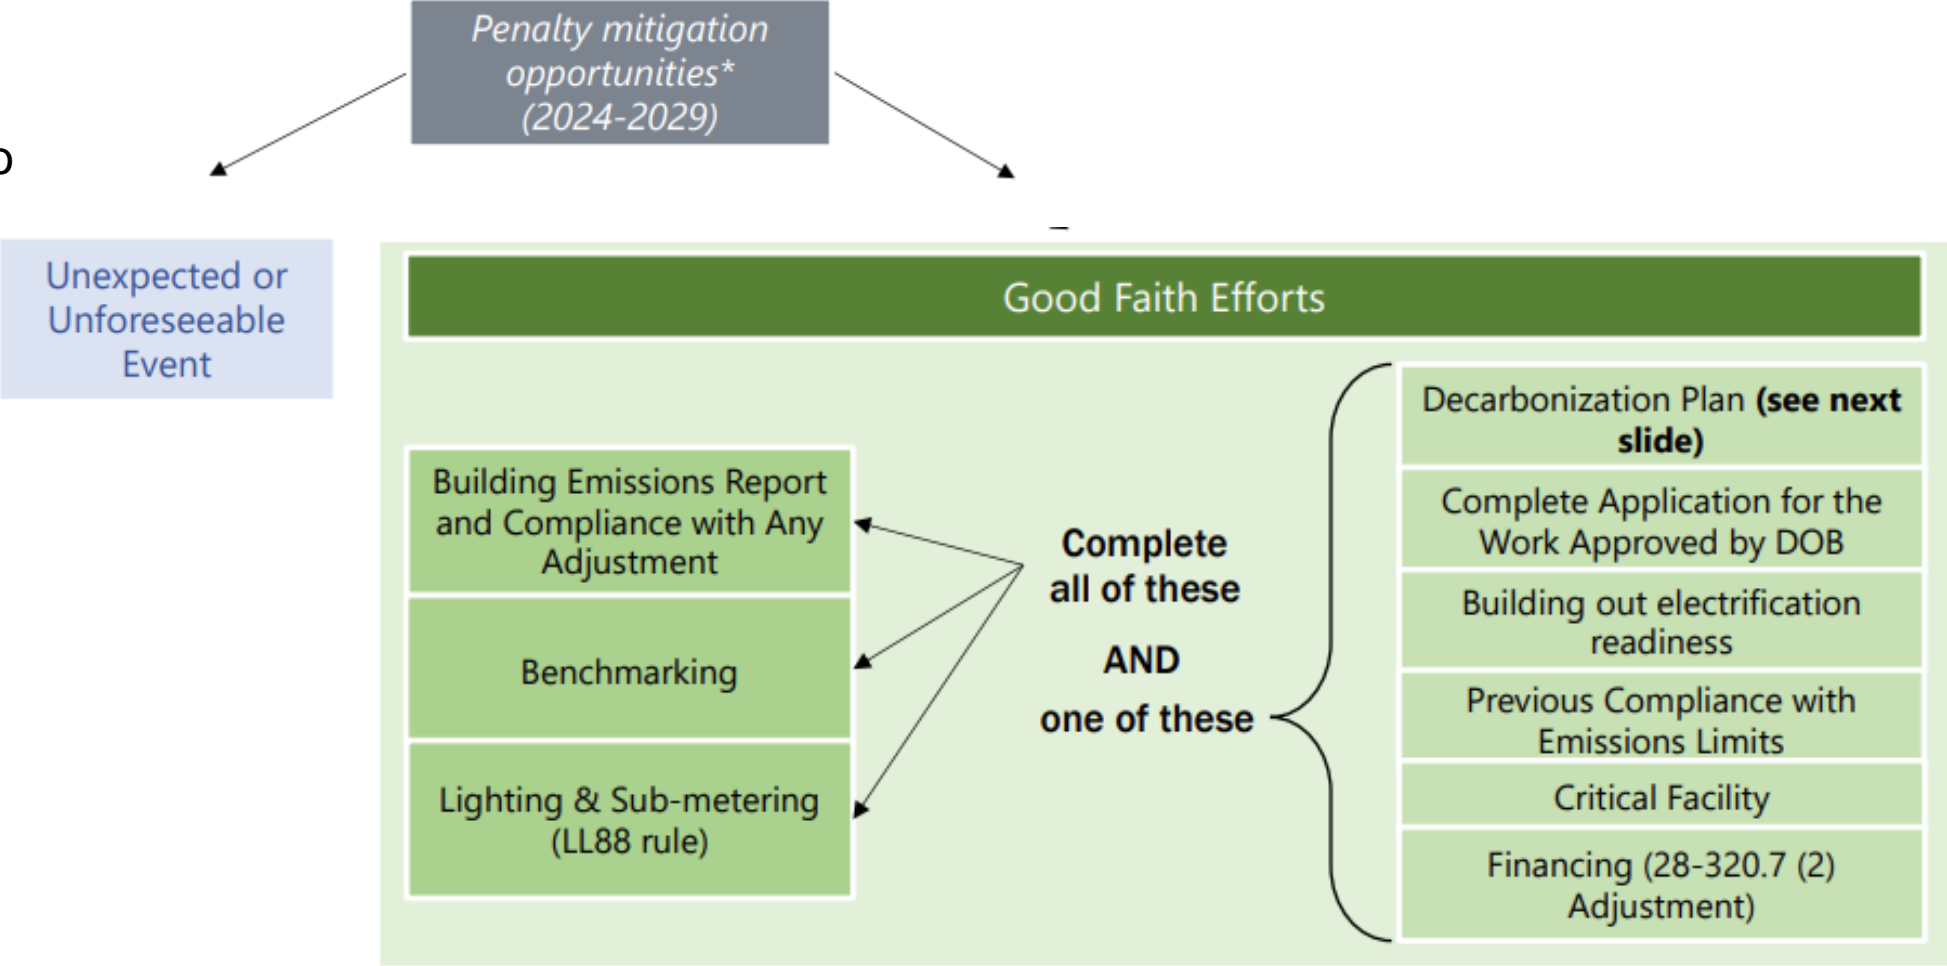 Penalty mitigation
opportunities*
(2024-2029)
Unexpected or
Unforeseeable
Event
Good Faith Efforts
Building Emissions Report
and Compliance with Any
Adjustment
Benchmarking
Lighting & Sub-metering
(LL88 rule)
Complete
all of these
AND
one of these
Decarbonization Plan (see next
slide)
Complete Application for the
Work Approved by DOB
Building out electrification
readiness
Previous Compliance with
Emissions Limits
Critical Facility
Financing (28-320.7 (2)
Adjustment)